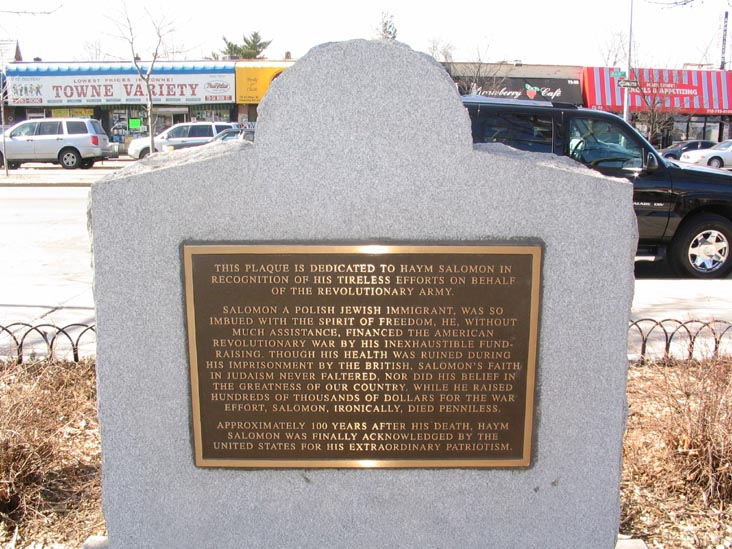 LOWEST PRICES IN TOWNE!
TOWNE VARIETY
Strawberry Café
APPETIZING
THIS PLAQUE IS DEDICATED TO HAYM SALOMON IN
RECOGNITION OF HIS TIRELESS EFFORTS ON BEHALF
OF THE REVOLUTIONARY ARMY.
SALOMON A POLISH JEWISH IMMIGRANT, WAS SO
IMBUED WITH THE SPIRIT OF FREEDOM, HE, WITHOUT
MUCH ASSISTANCE, FINANCED THE AMERICAN
REVOLUTIONARY WAR BY HIS INEXHAUSTIBLE FUND-
RAISING. THOUGH HIS HEALTH WAS RUINED DURING
HIS IMPRISONMENT BY THE BRITISH, SALOMON'S FAITH
IN JUDAISM NEVER FALTERED, NOR DID HIS BELIEF IN
THE GREATNESS OF OUR COUNTRY. WHILE HE RAISED
HUNDREDS OF THOUSANDS OF DOLLARS FOR THE WAR
EFFORT, SALOMON, IRONICALLY, DIED PENNILESS.
APPROXIMATELY 100 YEARS AFTER HIS DEATH, HAYM
SALOMON WAS FINALLY ACKNOWLEDGED BY THE
UNITED STATES FOR HIS EXTRAORDINARY PATRIOTISM.